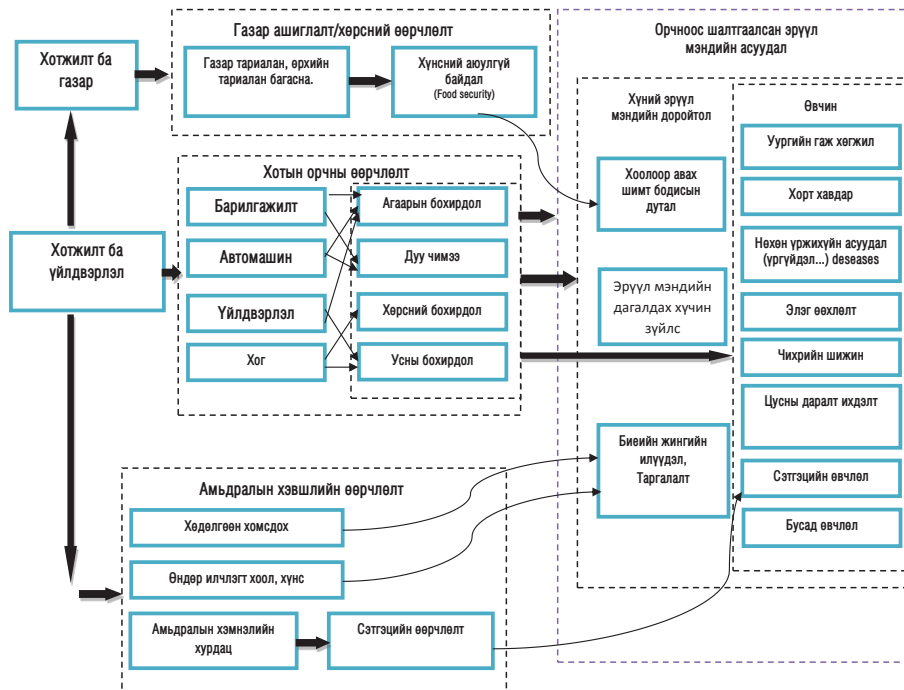 Хотжилт ба
газар
Хотжилт ба
үйлдвэрлэл
Газар ашиглалт/хөрсний өөрчлөлт
Газар тариалан, өрхийн
тариалан багасна.
Хүнсний аюулгүй
байдал
(Food security)
Хотын орчны өөрчлөлт
Барилгажилт
Автомашин
Үйлдвэрлэл
Хог
Агаарын бохирдол
Дуу чимээ
Хөрсний бохирдол
Усны бохирдол
Амьдралын хэвшлийн өөрчлөлт
Хөдөлгөөн хомсдох
Өндөр илчлэгт хоол, хүнс
Амьдралын хэмнэлийн
хурдац
Сэтгэцийн өөрчлөлт
Орчноос шалтгаалсан эрүүл
мэндийн асуудал
Хүний эрүүл
мэндийн доройтол
Хоолоор авах
шимт бодисын
дутал
Эрүүл мэндийн
дагалдах хүчин
зүйлс
Биеийн жингийн
илүүдэл,
Таргалалт
Өвчин
Уургийн гаж хөгжил
Хорт хавдар
Нөхөн үржихүйн асуудал
(үргүйдэл...) deseases
Элэг өөхлөлт
Чихрийн шижин
Цусны даралт ихдэлт
Сэтгэцийн өвчлөл
Бусад өвчлөл